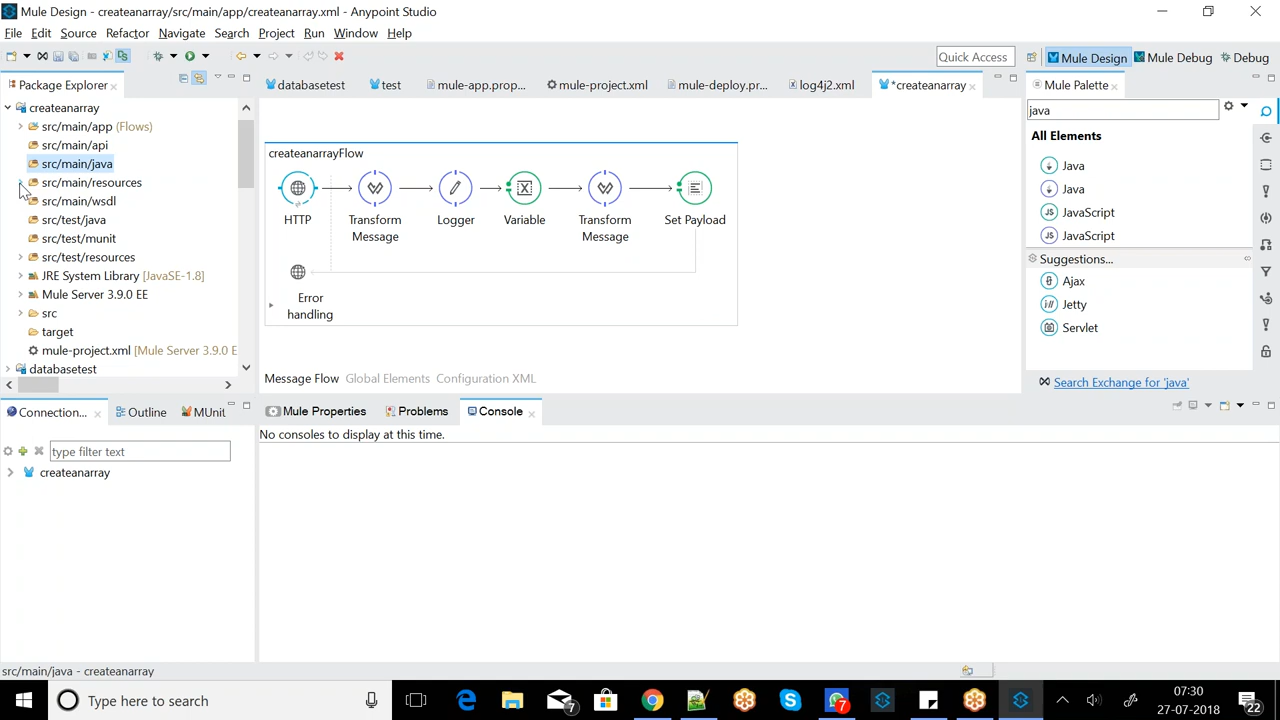 Mule Design - createanarray/src/main/app/createanarray.xml - Anypoint Studio
File Edit Source Refactor Navigate Search Project Run Window Help
Quick Access
Mule Design
Mule Debug
Debug
Package Explorer
databasetest
test
mule-app.prop...
mule-project.xml
mule-deploy.pr...
log4j2.xml
*createanarray
Mule Palette
createanarray
src/main/app (Flows)
src/main/api
src/main/java
src/main/resources
src/main/wsdl
src/test/java
src/test/munit
src/test/resources
JRE System Library [JavaSE-1.8]
Mule Server 3.9.0 EE
src
target
mule-project.xml [Mule Server 3.9.0 E
databasetest
createanarrayFlow
HTTP
Transform
Message
Logger
Variable
Transform
Message
Set Payload
Error
handling
Message Flow Global Elements Configuration XML
java
All Elements
Java
Java
JS JavaScript
JS JavaScript
Suggestions...
Ajax
Jetty
Servlet
Search Exchange for 'java'
Connection...
Outline
MUnit
type filter text
createanarray
Mule Properties
Problems
Console
No consoles to display at this time.
src/main/java - createanarray
Type here to search
7
7
07:30
27-07-2018
22